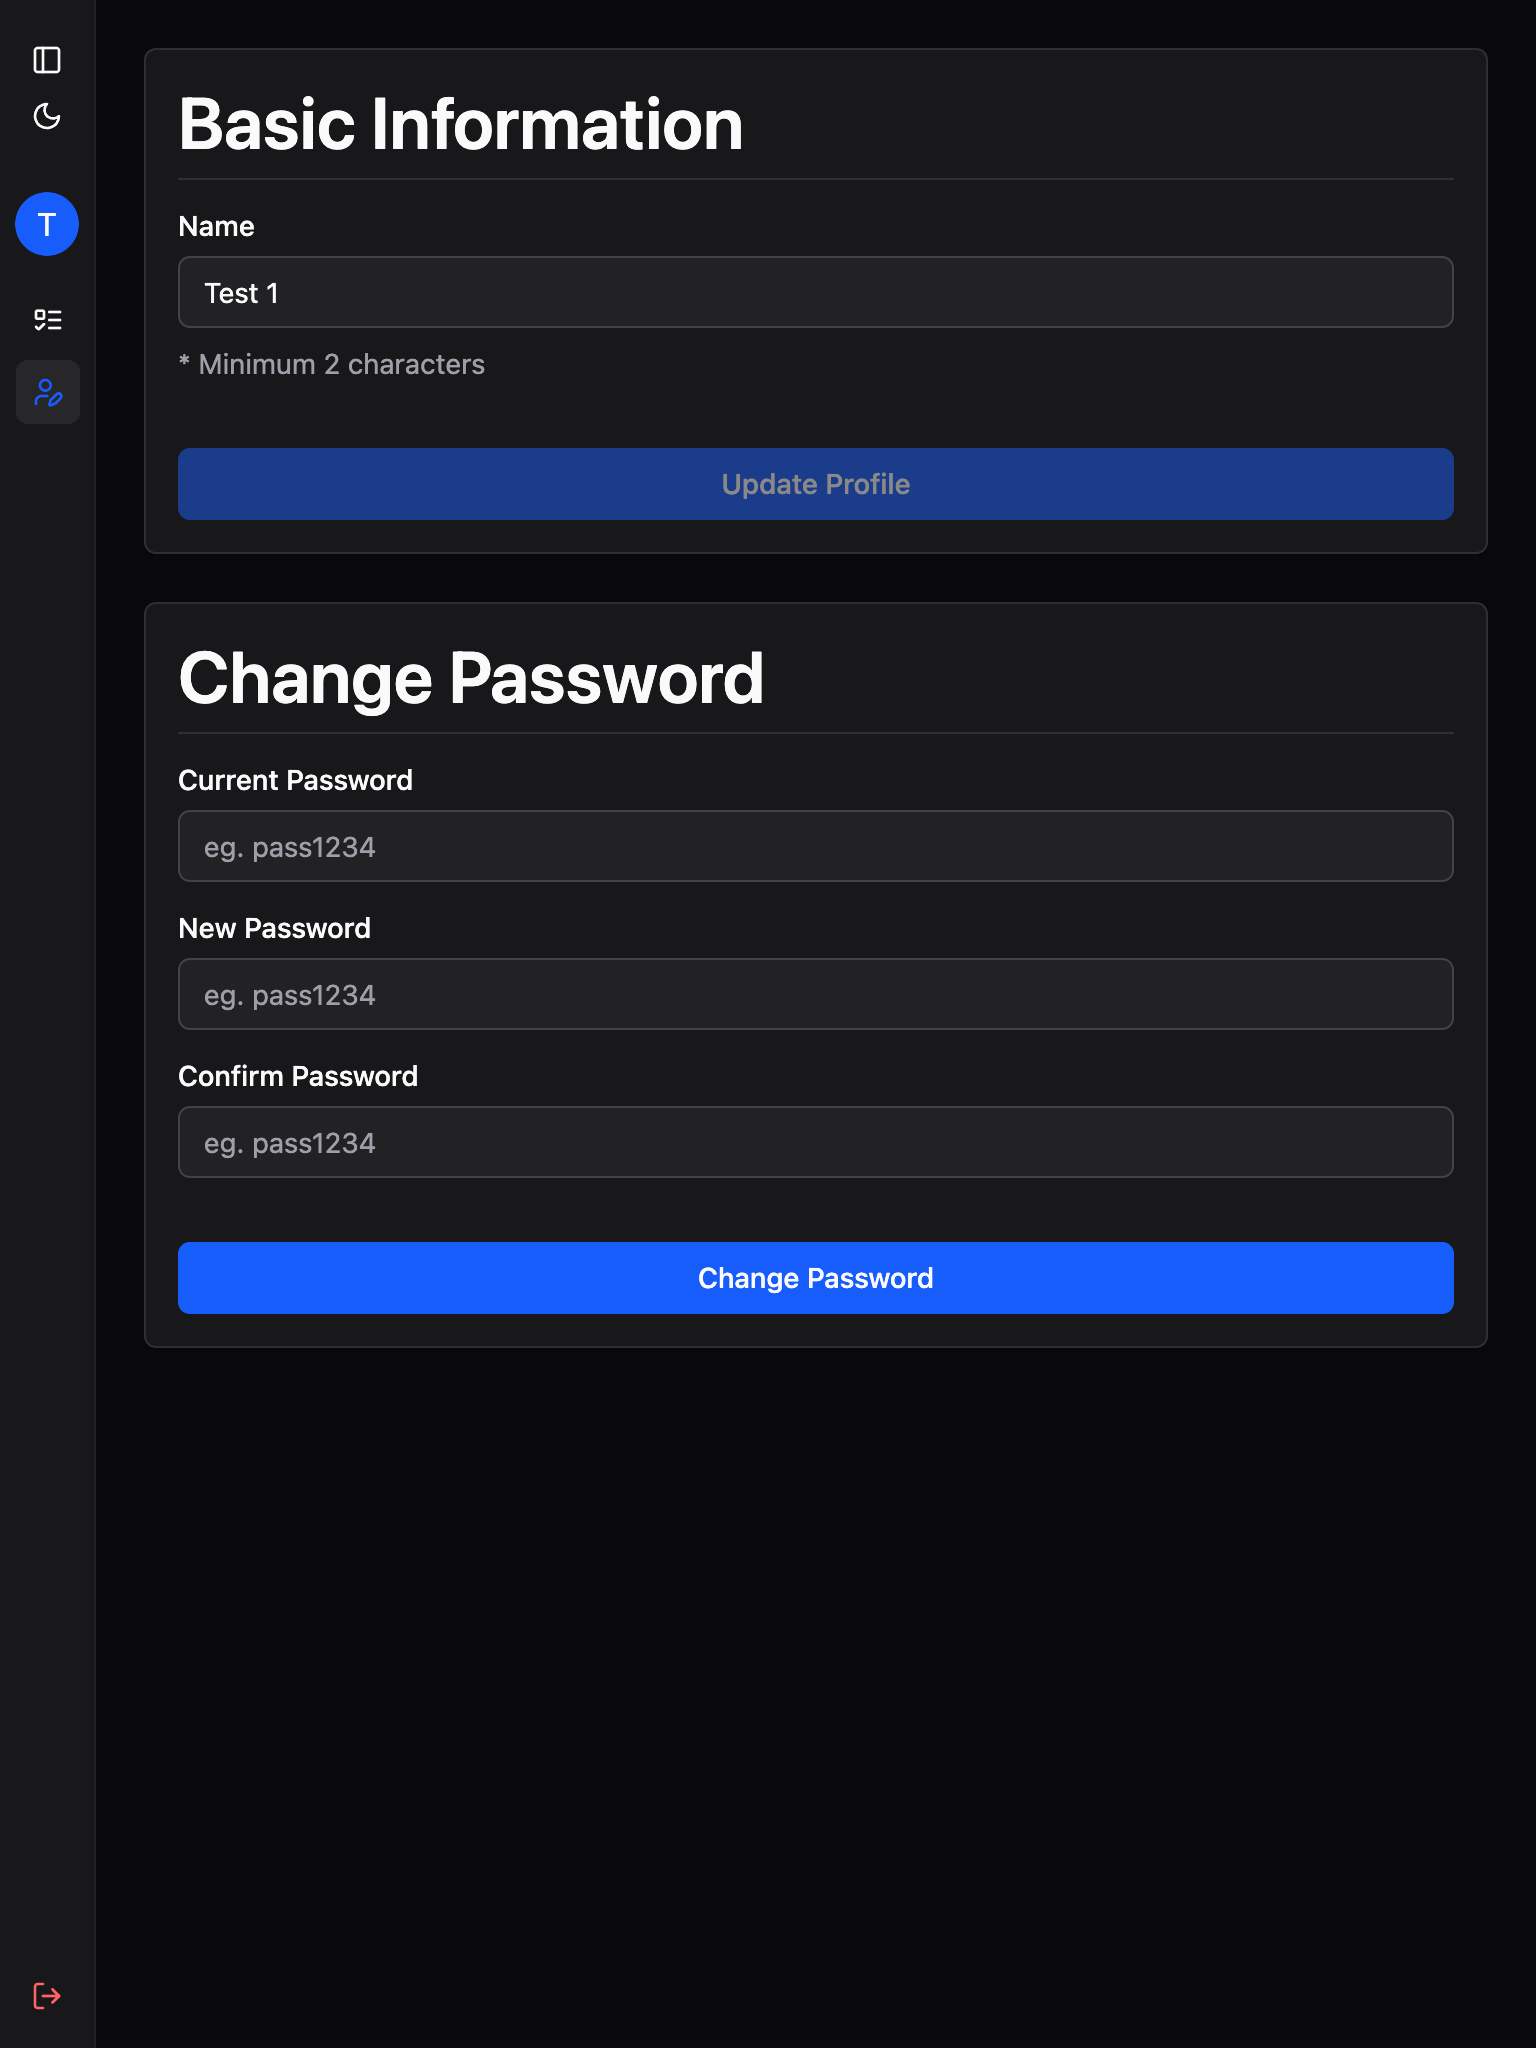 T
Basic Information
Name
Test 1
* Minimum 2 characters
Update Profile
Change Password
Current Password
eg. pass1234
New Password
eg. pass1234
Confirm Password
eg. pass1234
Change Password